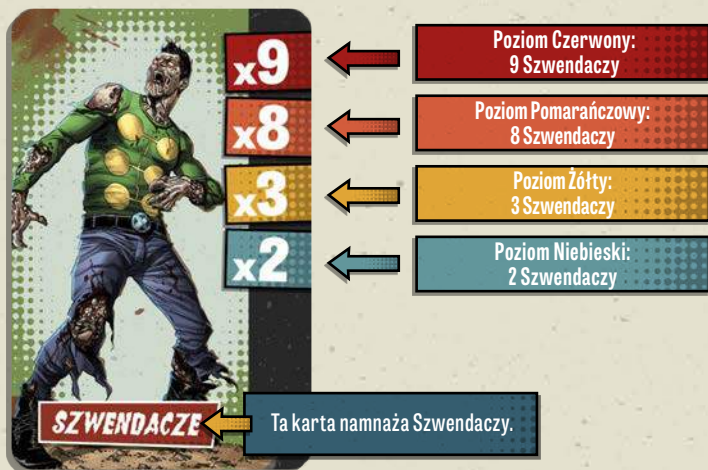 x9
x8
x3
x2
SZWENDACZE
Poziom Czerwony:
9 Szwendaczy
Poziom Pomarańczowy:
8 Szwendaczy
Poziom Żółty:
3 Szwendaczy
Poziom Niebieski:
2 Szwendaczy
Ta karta namnaża Szwendaczy.